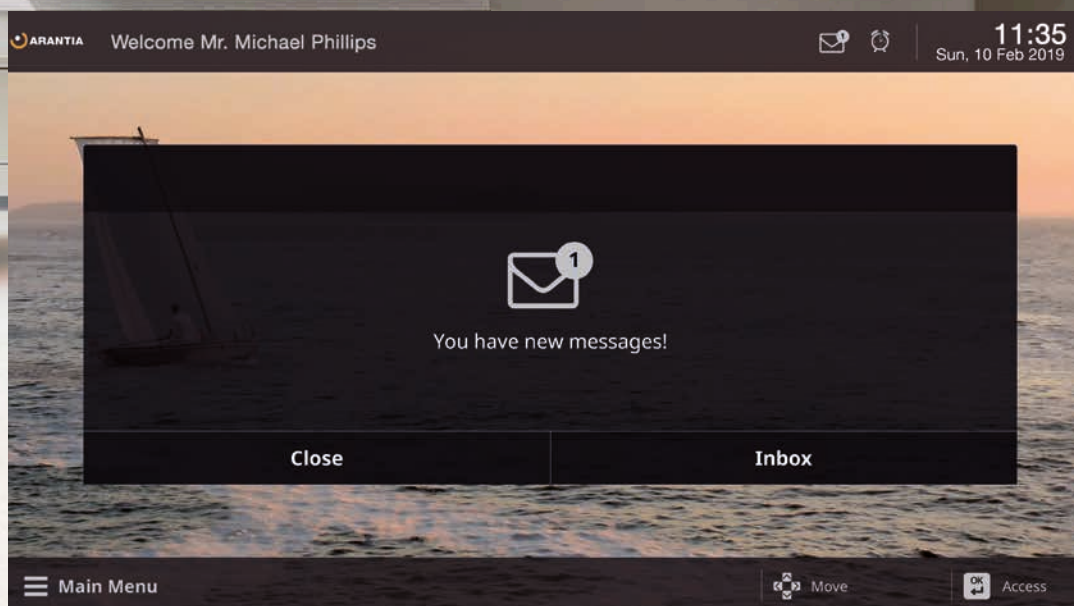 ARANTIA
Welcome Mr. Michael Phillips
1
11:35
Sun, 10 Feb 2019
1
You have new messages!
Close
Inbox
Main Menu
Move
OK
Access